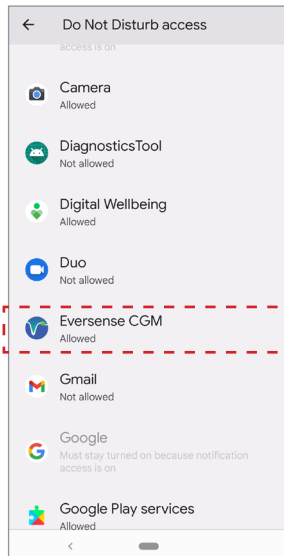 Do Not Disturb access
access is on
Camera
Allowed
DiagnosticsTool
Not allowed
Digital Wellbeing
Allowed
Duo
Not allowed
Eversense CGM
Allowed
Gmail
Not allowed
Google
Must stay turned on because notification
access is on
Google Play services
Allowed